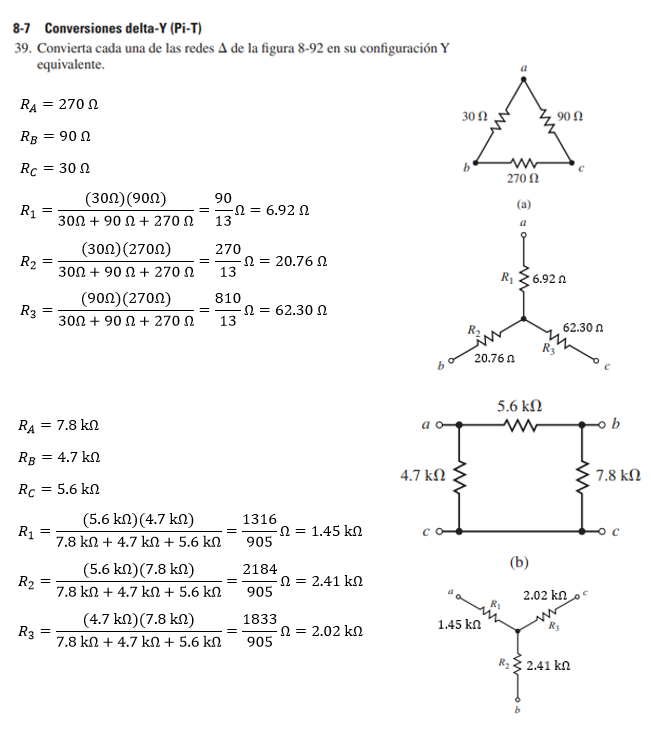 8-7 Conversiones delta-Y (Pi-T)
39. Convierta cada una de las redes Δ de la figura 8-92 en su configuración Y
equivalente.
R_A = 270 Ω
R_B = 90 Ω
R_C = 30 Ω
R_1 = (30Ω)(90Ω) / (30Ω + 90 Ω + 270 Ω) = 90/13 Ω = 6.92 Ω
R_2 = (30Ω)(270Ω) / (30Ω + 90 Ω + 270 Ω) = 270/13 Ω = 20.76 Ω
R_3 = (90Ω)(270Ω) / (30Ω + 90 Ω + 270 Ω) = 810/13 Ω = 62.30 Ω
a
30 Ω 90 Ω
b c
270 Ω
(a)
a
R_1 6.92 Ω
R_2 62.30 Ω
R_3
20.76 Ω
b c
R_A = 7.8 kΩ
R_B = 4.7 kΩ
R_C = 5.6 kΩ
R_1 = (5.6 kΩ)(4.7 kΩ) / (7.8 kΩ + 4.7 kΩ + 5.6 kΩ) = 1316/905 Ω = 1.45 kΩ
R_2 = (5.6 kΩ)(7.8 kΩ) / (7.8 kΩ + 4.7 kΩ + 5.6 kΩ) = 2184/905 Ω = 2.41 kΩ
R_3 = (4.7 kΩ)(7.8 kΩ) / (7.8 kΩ + 4.7 kΩ + 5.6 kΩ) = 1833/905 Ω = 2.02 kΩ
5.6 kΩ
a b
4.7 kΩ 7.8 kΩ
c c
(b)
a 2.02 kΩ c
R_1
1.45 kΩ R_3
R_2 2.41 kΩ
b